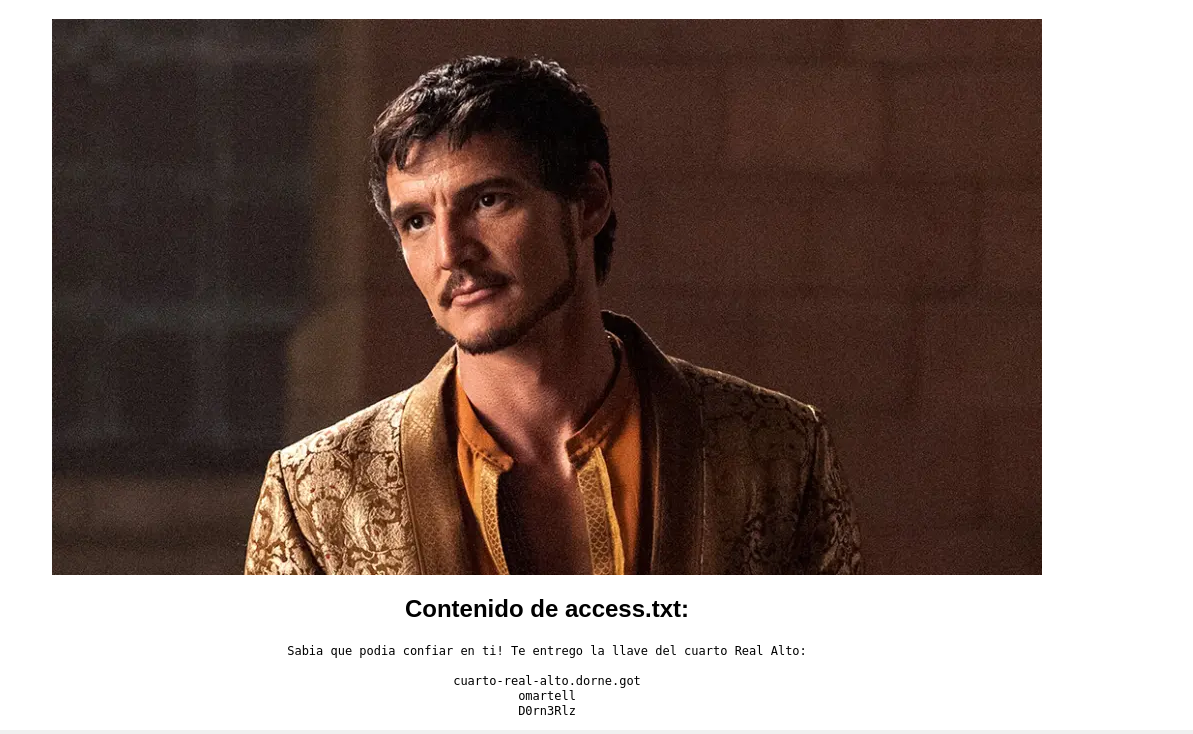 Contenido de access.txt:
Sabia que podia confiar en ti! Te entrego la llave del cuarto Real Alto:
cuarto-real-alto.dorne.got
omartell
D0rn3Rlz